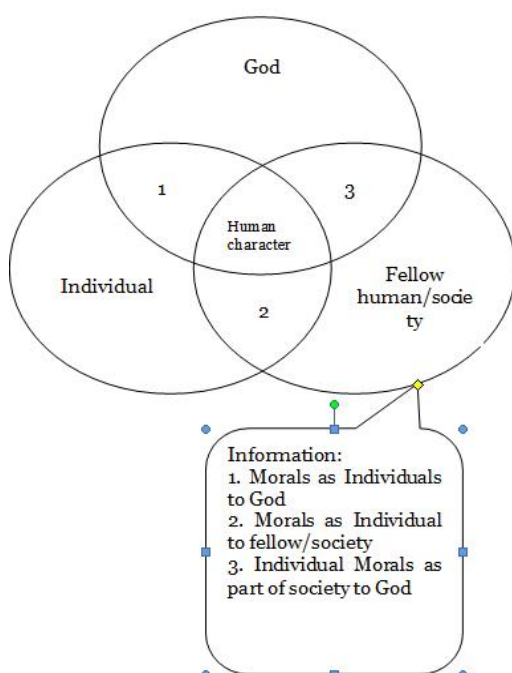 God
1
3
Human
character
Individual
Fellow
human/socie
ty
2
Information:
1. Morals as Individuals
to God
2. Morals as Individual
to fellow/society
3. Individual Morals as
part of society to God